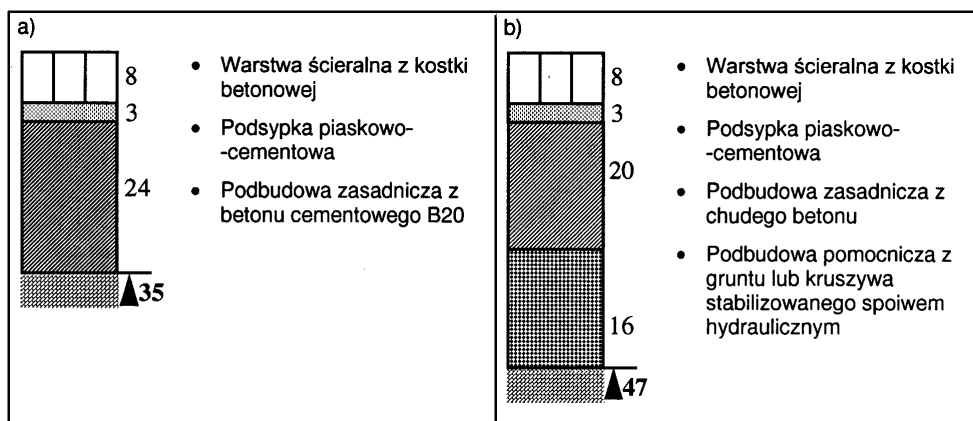 a)
8
3
24
35
• Warstwa ścieralna z kostki
betonowej
• Podsypka piaskowo-
-cementowa
• Podbudowa zasadnicza z
betonu cementowego B20
b)
8
3
20
16
47
• Warstwa ścieralna z kostki
betonowej
• Podsypka piaskowo-
-cementowa
• Podbudowa zasadnicza z
chudego betonu
• Podbudowa pomocnicza z
gruntu lub kruszywa
stabilizowanego spoiwem
hydraulicznym